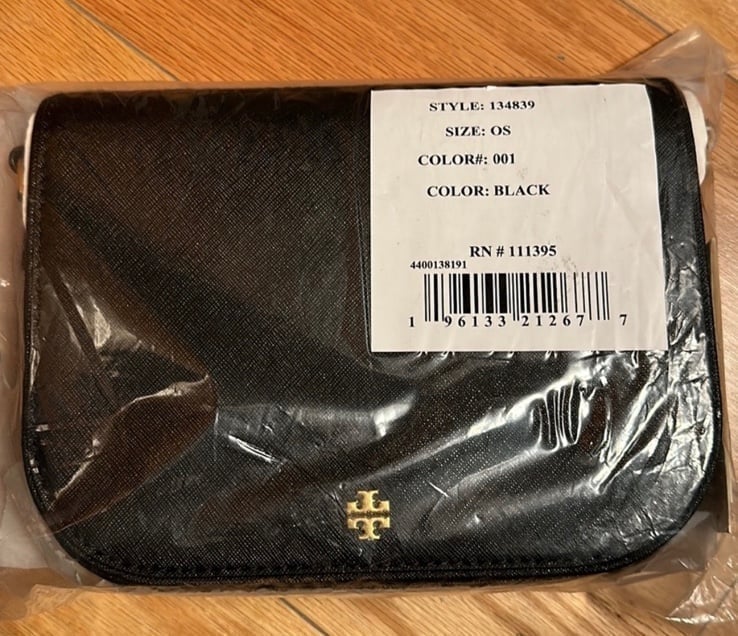 STYLE: 134839
SIZE: OS
COLOR#: 001
COLOR: BLACK
RN # 111395
4400138191
1 96133 21267 7